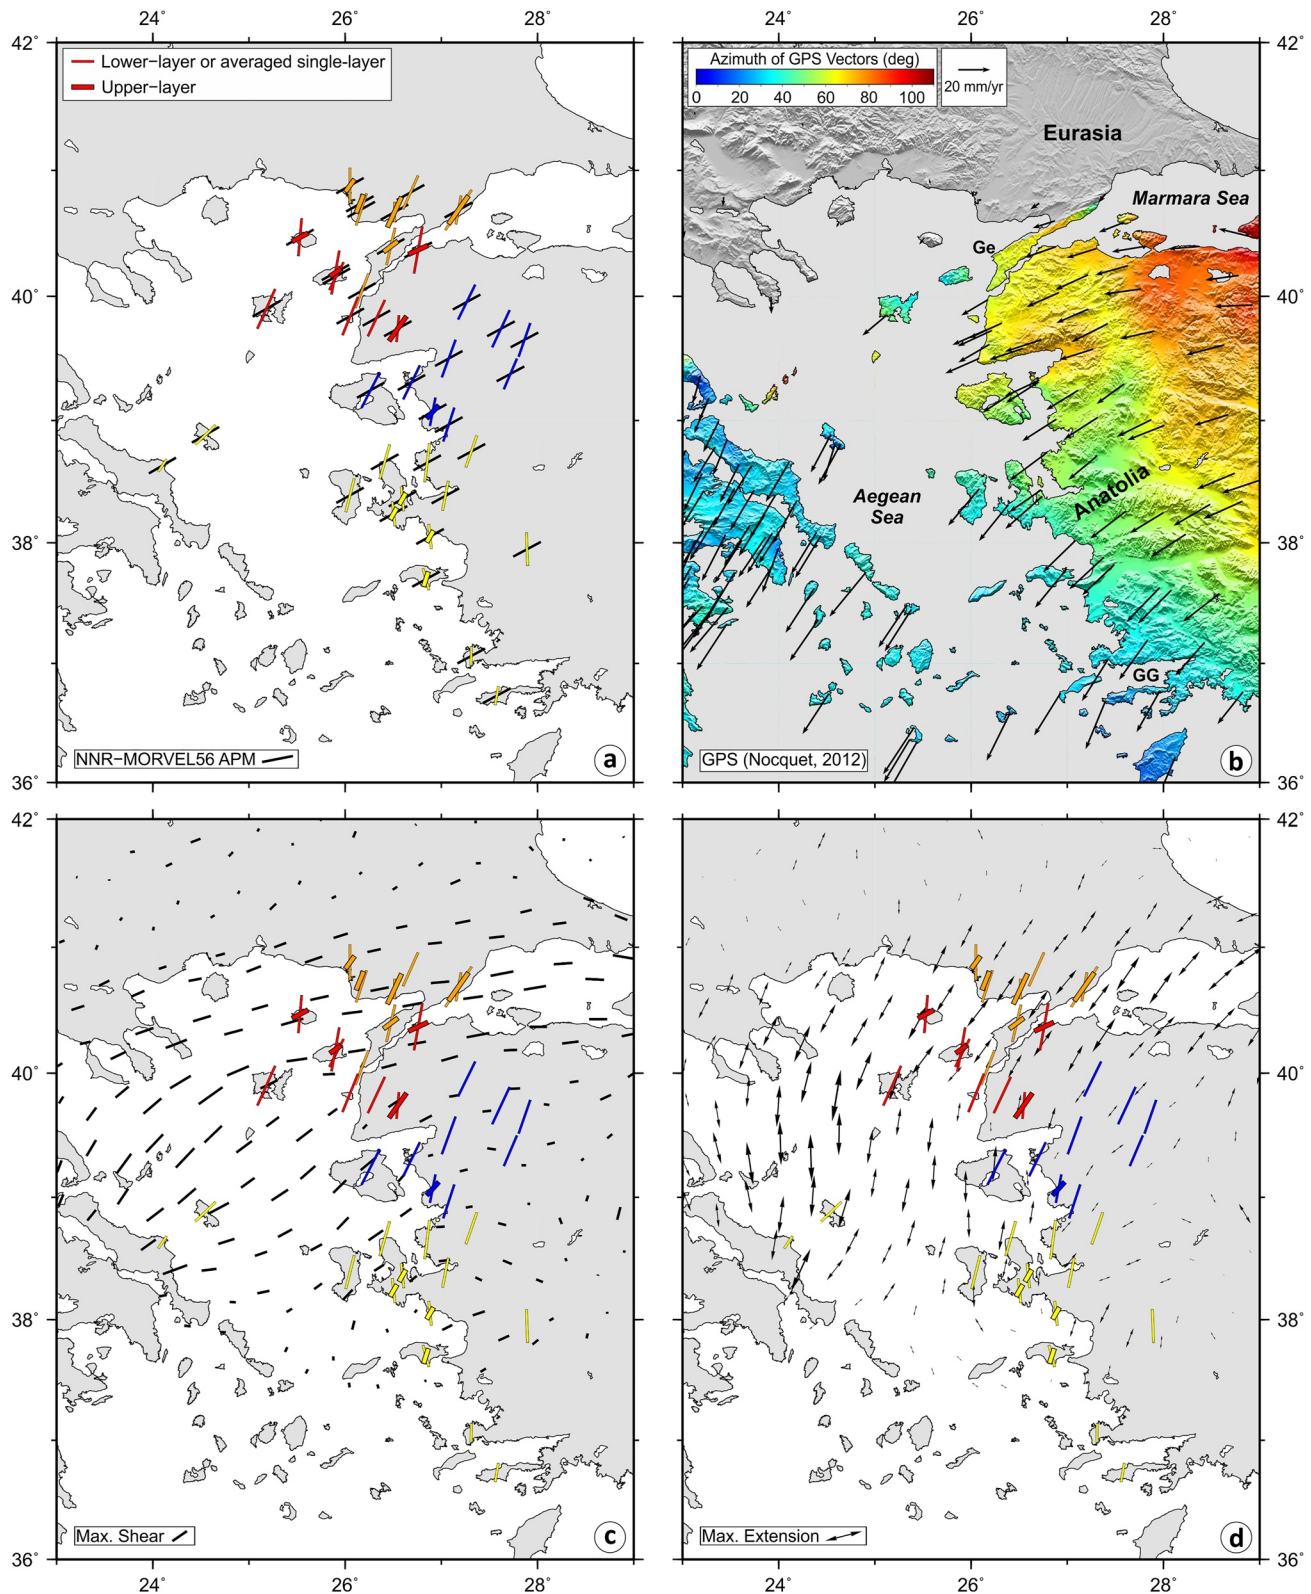 24° 26° 28°
24° 26° 28°
42°
42°
Lower-layer or averaged single-layer
Upper-layer
Azimuth of GPS Vectors (deg)
0 20 40 60 80 100
20 mm/yr
Eurasia
Marmara Sea
Ge
40°
40°
Aegean
Sea
Anatolia
38°
38°
GG
NNR-MORVEL56 APM
a
GPS (Nocquet, 2012)
b
36°
36°
42°
42°
40°
40°
38°
38°
Max. Shear
c
Max. Extension
d
36°
36°
24° 26° 28°
24° 26° 28°